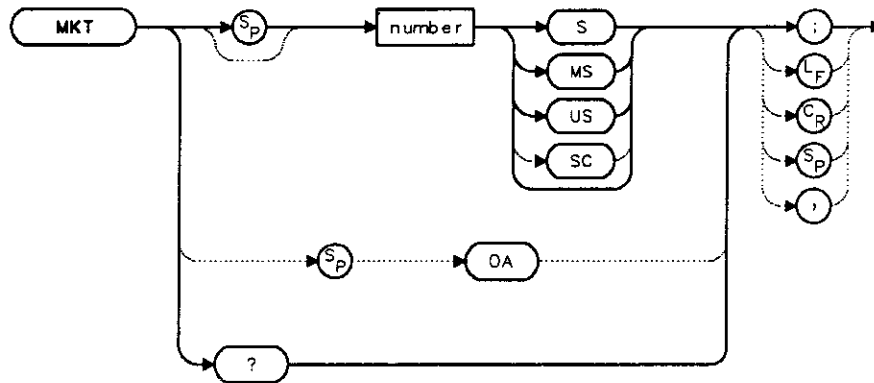 MKT SP number S ;
MS LF
US CR
SC SP
,
SP OA
?